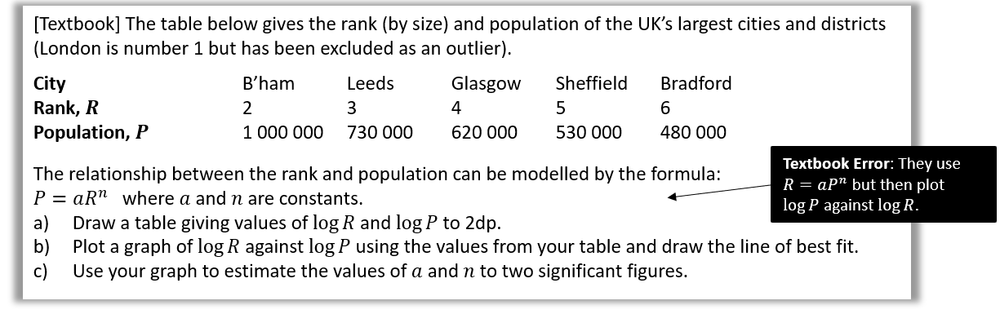 [Textbook] The table below gives the rank (by size) and population of the UK’s largest cities and districts
(London is number 1 but has been excluded as an outlier).
City B’ham Leeds Glasgow Sheffield Bradford
Rank, R 2 3 4 5 6
Population, P 1 000 000 730 000 620 000 530 000 480 000
The relationship between the rank and population can be modelled by the formula:
P = aRⁿ where a and n are constants.
a) Draw a table giving values of log R and log P to 2dp.
b) Plot a graph of log R against log P using the values from your table and draw the line of best fit.
c) Use your graph to estimate the values of a and n to two significant figures.
Textbook Error: They use
R = aPⁿ but then plot
log P against log R.